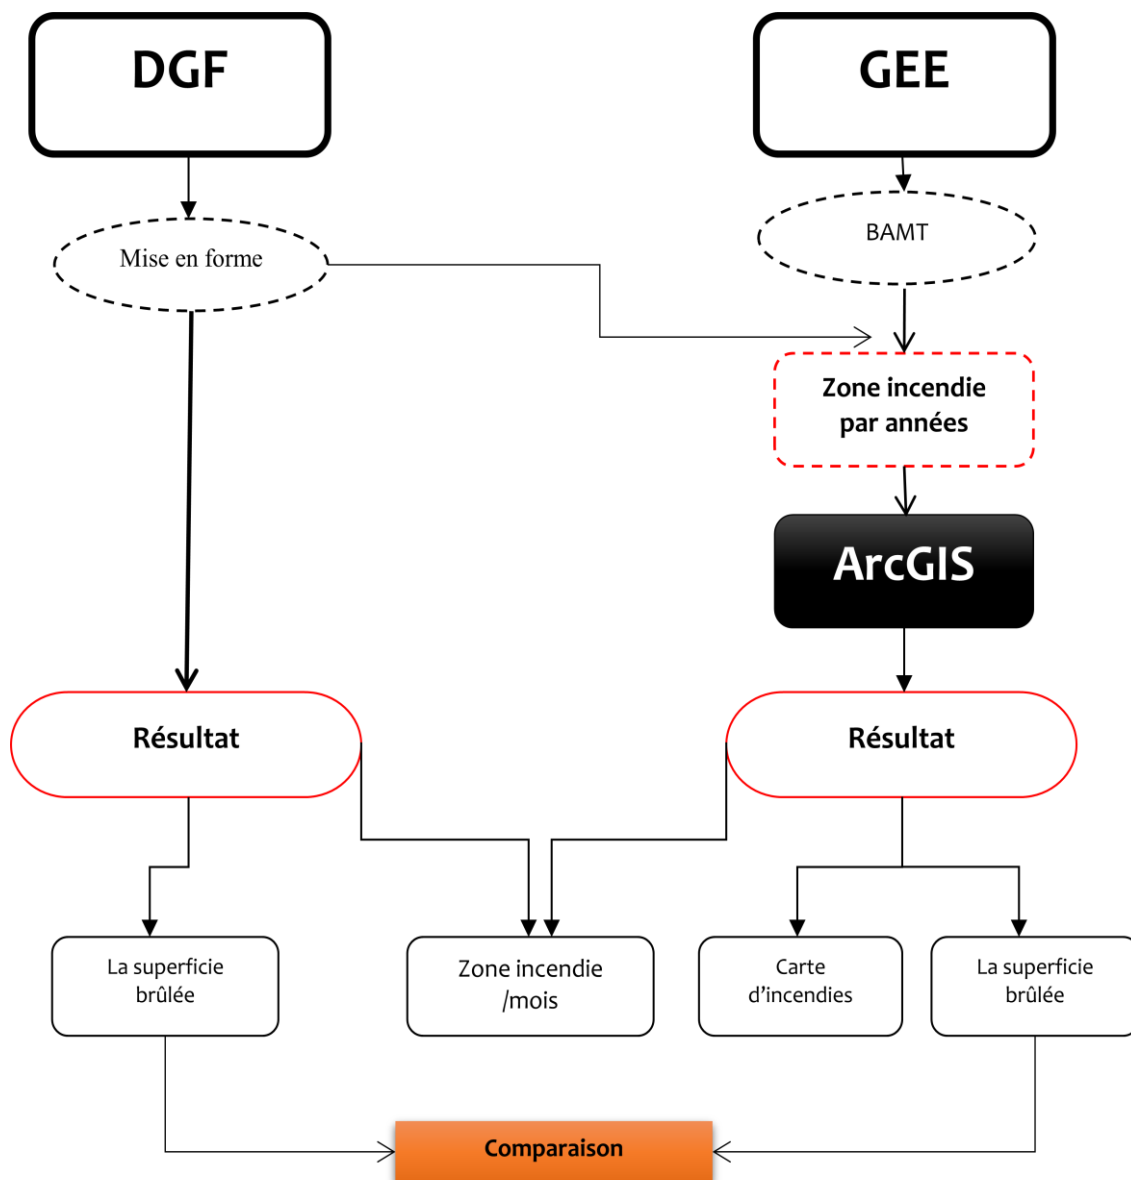 DGF
GEE
Mise en forme
BAMT
Zone incendie
par années
ArcGIS
Résultat
Résultat
La superficie
brûlée
Zone incendie
/mois
Carte
d’incendies
La superficie
brûlée
Comparaison